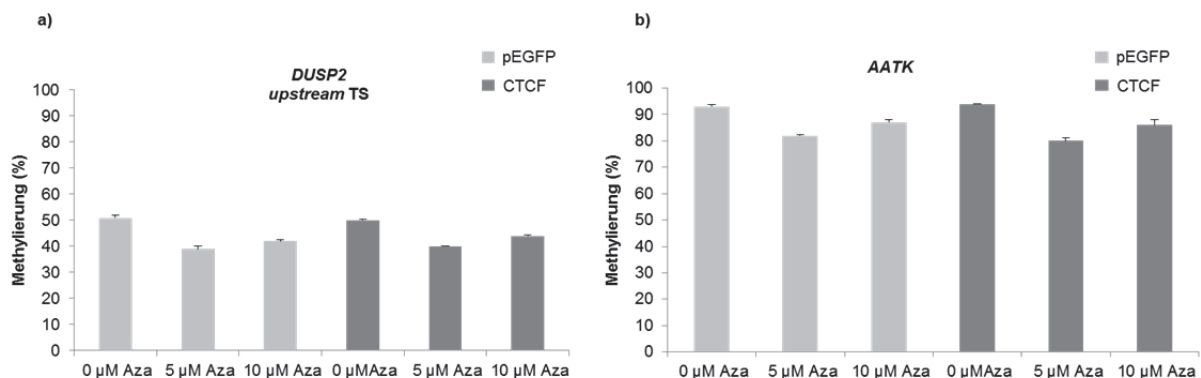 a)
pEGFP
CTCF
DUSP2
upstream TS
Methylierung (%)
100
90
80
70
60
50
40
30
20
10
0
0 µM Aza 5 µM Aza 10 µM Aza 0 µMAza 5 µM Aza 10 µM Aza
b)
pEGFP
CTCF
AATK
Methylierung (%)
100
90
80
70
60
50
40
30
20
10
0
0 µM Aza 5 µM Aza 10 µM Aza 0 µMAza 5 µM Aza 10 µM Aza